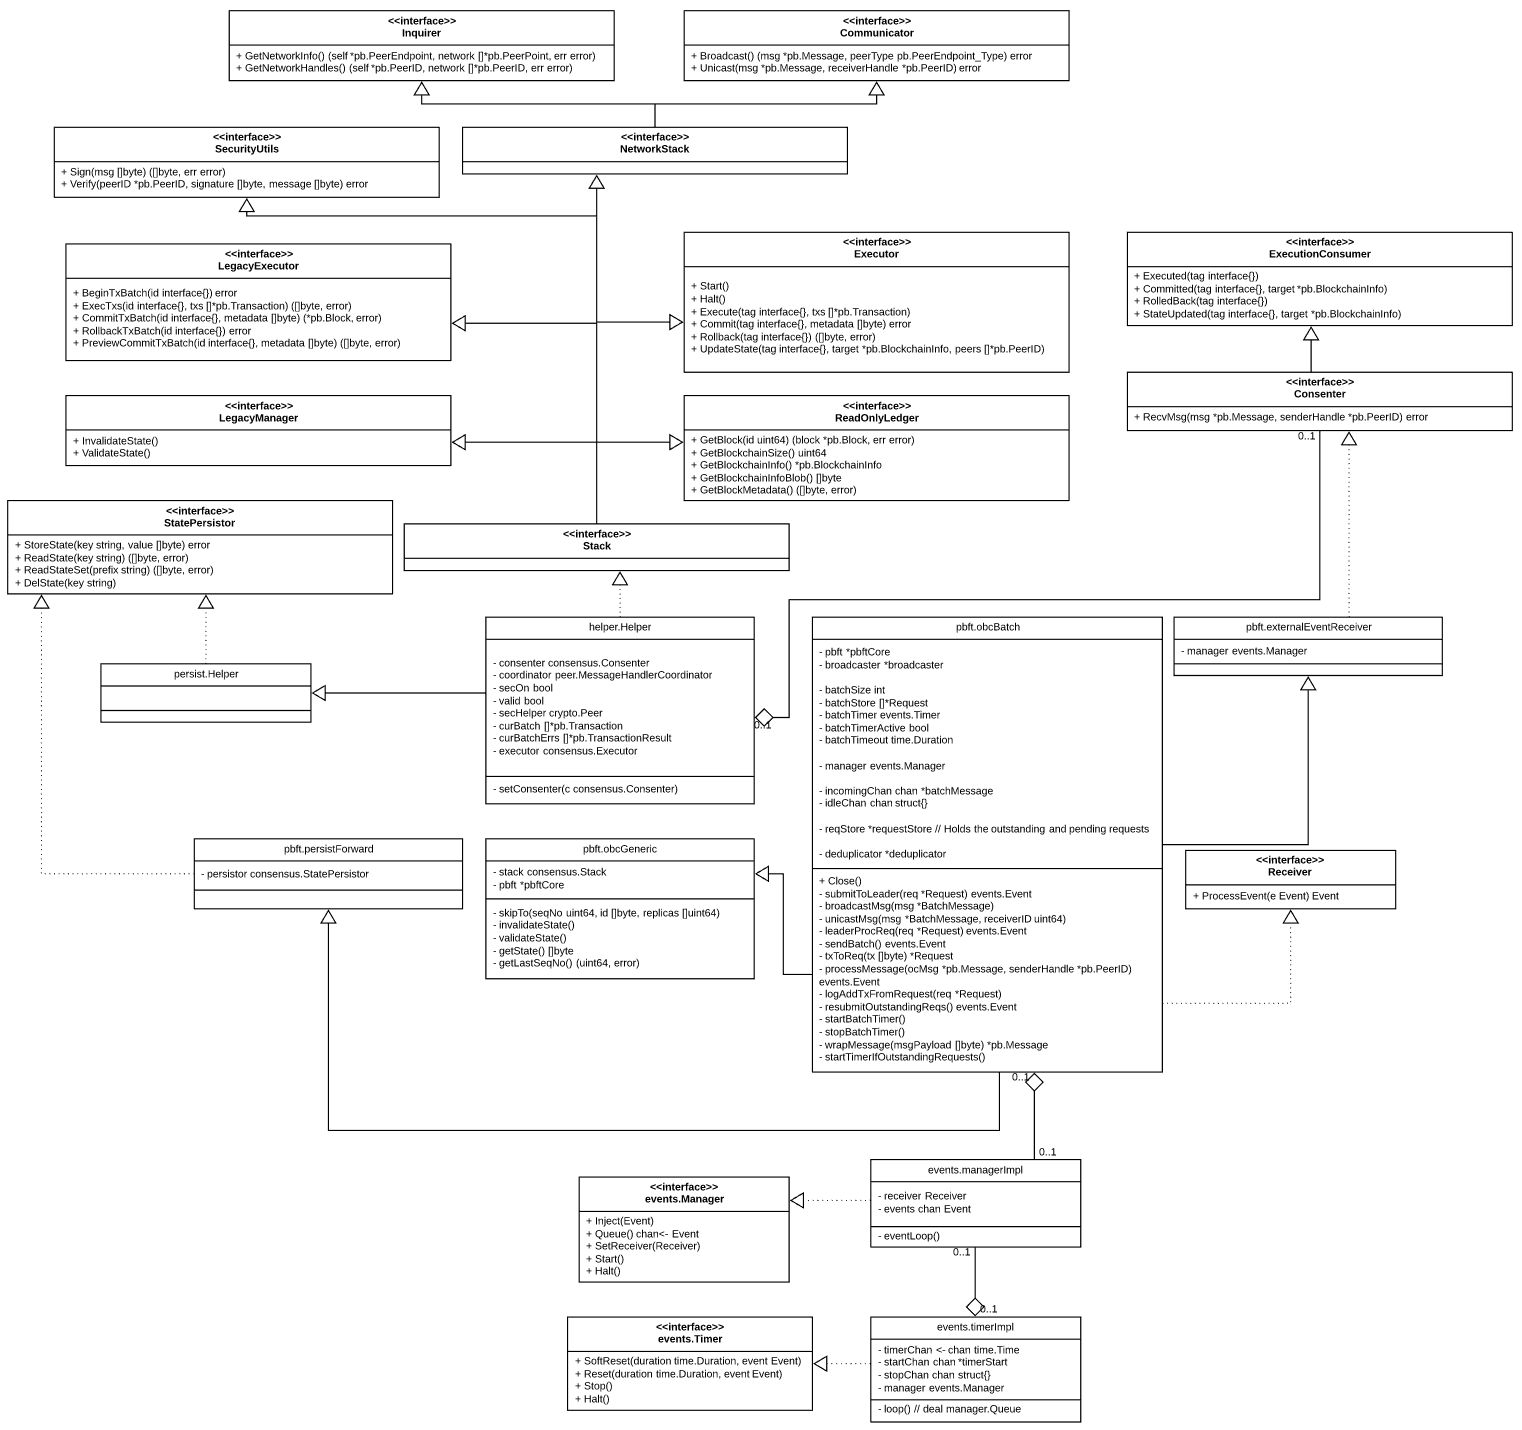 <<interface>>
Inquirer
+ GetNetworkInfo() (self *pb.PeerEndpoint, network []*pb.PeerPoint, err error)
+ GetNetworkHandles() (self *pb.PeerID, network []*pb.PeerID, err error)
<<interface>>
Communicator
+ Broadcast() (msg *pb.Message, peerType pb.PeerEndpoint_Type) error
+ Unicast(msg *pb.Message, receiverHandle *pb.PeerID) error
<<interface>>
SecurityUtils
+ Sign(msg []byte) ([]byte, err error)
+ Verify(peerID *pb.PeerID, signature []byte, message []byte) error
<<interface>>
NetworkStack
<<interface>>
LegacyExecutor
+ BeginTxBatch(id interface{}) error
+ ExecTxs(id interface{}, txs []*pb.Transaction) ([]byte, error)
+ CommitTxBatch(id interface{}, metadata []byte) (*pb.Block, error)
+ RollbackTxBatch(id interface{}) error
+ PreviewCommitTxBatch(id interface{}, metadata []byte) ([]byte, error)
<<interface>>
Executor
+ Start()
+ Halt()
+ Execute(tag interface{}, txs []*pb.Transaction)
+ Commit(tag interface{}, metadata []byte) error
+ Rollback(tag interface{}) ([]byte, error)
+ UpdateState(tag interface{}, target *pb.BlockchainInfo, peers []*pb.PeerID)
<<interface>>
ExecutionConsumer
+ Executed(tag interface{})
+ Committed(tag interface{}, target *pb.BlockchainInfo)
+ RolledBack(tag interface{})
+ StateUpdated(tag interface{}, target *pb.BlockchainInfo)
<<interface>>
Consenter
+ RecvMsg(msg *pb.Message, senderHandle *pb.PeerID) error
0..1
<<interface>>
LegacyManager
+ InvalidateState()
+ ValidateState()
<<interface>>
ReadOnlyLedger
+ GetBlock(id uint64) (block *pb.Block, err error)
+ GetBlockchainSize() uint64
+ GetBlockchainInfo() *pb.BlockchainInfo
+ GetBlockchainInfoBlob() []byte
+ GetBlockMetadata() ([]byte, error)
<<interface>>
StatePersistor
+ StoreState(key string, value []byte) error
+ ReadState(key string) ([]byte, error)
+ ReadStateSet(prefix string) ([]byte, error)
+ DelState(key string)
<<interface>>
Stack
persist.Helper
helper.Helper
- consenter consensus.Consenter
- coordinator peer.MessageHandlerCoordinator
- secOn bool
- valid bool
- secHelper crypto.Peer
- curBatch []*pb.Transaction
- curBatchErrs []*pb.TransactionResult
- executor consensus.Executor
- setConsenter(c consensus.Consenter)
0..1
pbft.obcBatch
- pbft *pbftCore
- broadcaster *broadcaster
- batchSize int
- batchStore []*Request
- batchTimer events.Timer
- batchTimerActive bool
- batchTimeout time.Duration
- manager events.Manager
- incomingChan chan *batchMessage
- idleChan chan struct{}
- reqStore *requestStore // Holds the outstanding and pending requests
- deduplicator *deduplicator
+ Close()
- submitToLeader(req *Request) events.Event
- broadcastMsg(msg *BatchMessage)
- unicastMsg(msg *BatchMessage, receiverID uint64)
- leaderProcReq(req *Request) events.Event
- sendBatch() events.Event
- txToReq(tx []byte) *Request
- processMessage(ocMsg *pb.Message, senderHandle *pb.PeerID)
events.Event
- logAddTxFromRequest(req *Request)
- resubmitOutstandingReqs() events.Event
- startBatchTimer()
- stopBatchTimer()
- wrapMessage(msgPayload []byte) *pb.Message
- startTimerIfOutstandingRequests()
0..1
pbft.externalEventReceiver
- manager events.Manager
pbft.persistForward
- persistor consensus.StatePersistor
pbft.obcGeneric
- stack consensus.Stack
- pbft *pbftCore
- skipTo(seqNo uint64, id []byte, replicas []uint64)
- invalidateState()
- validateState()
- getState() []byte
- getLastSeqNo() (uint64, error)
<<interface>>
Receiver
+ ProcessEvent(e Event) Event
0..1
events.managerImpl
- receiver Receiver
- events chan Event
- eventLoop()
0..1
<<interface>>
events.Manager
+ Inject(Event)
+ Queue() chan<- Event
+ SetReceiver(Receiver)
+ Start()
+ Halt()
0..1
<<interface>>
events.Timer
+ SoftReset(duration time.Duration, event Event)
+ Reset(duration time.Duration, event Event)
+ Stop()
+ Halt()
events.timerImpl
- timerChan <- chan time.Time
- startChan chan *timerStart
- stopChan chan struct{}
- manager events.Manager
- loop() // deal manager.Queue